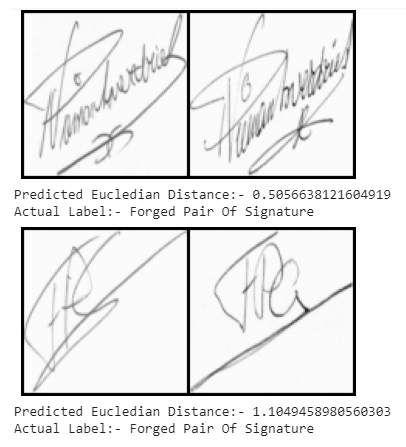 Predicted Eucledian Distance:- 0.5056638121604919
Actual Label:- Forged Pair Of Signature
Predicted Eucledian Distance:- 1.1049458980560303
Actual Label:- Forged Pair Of Signature